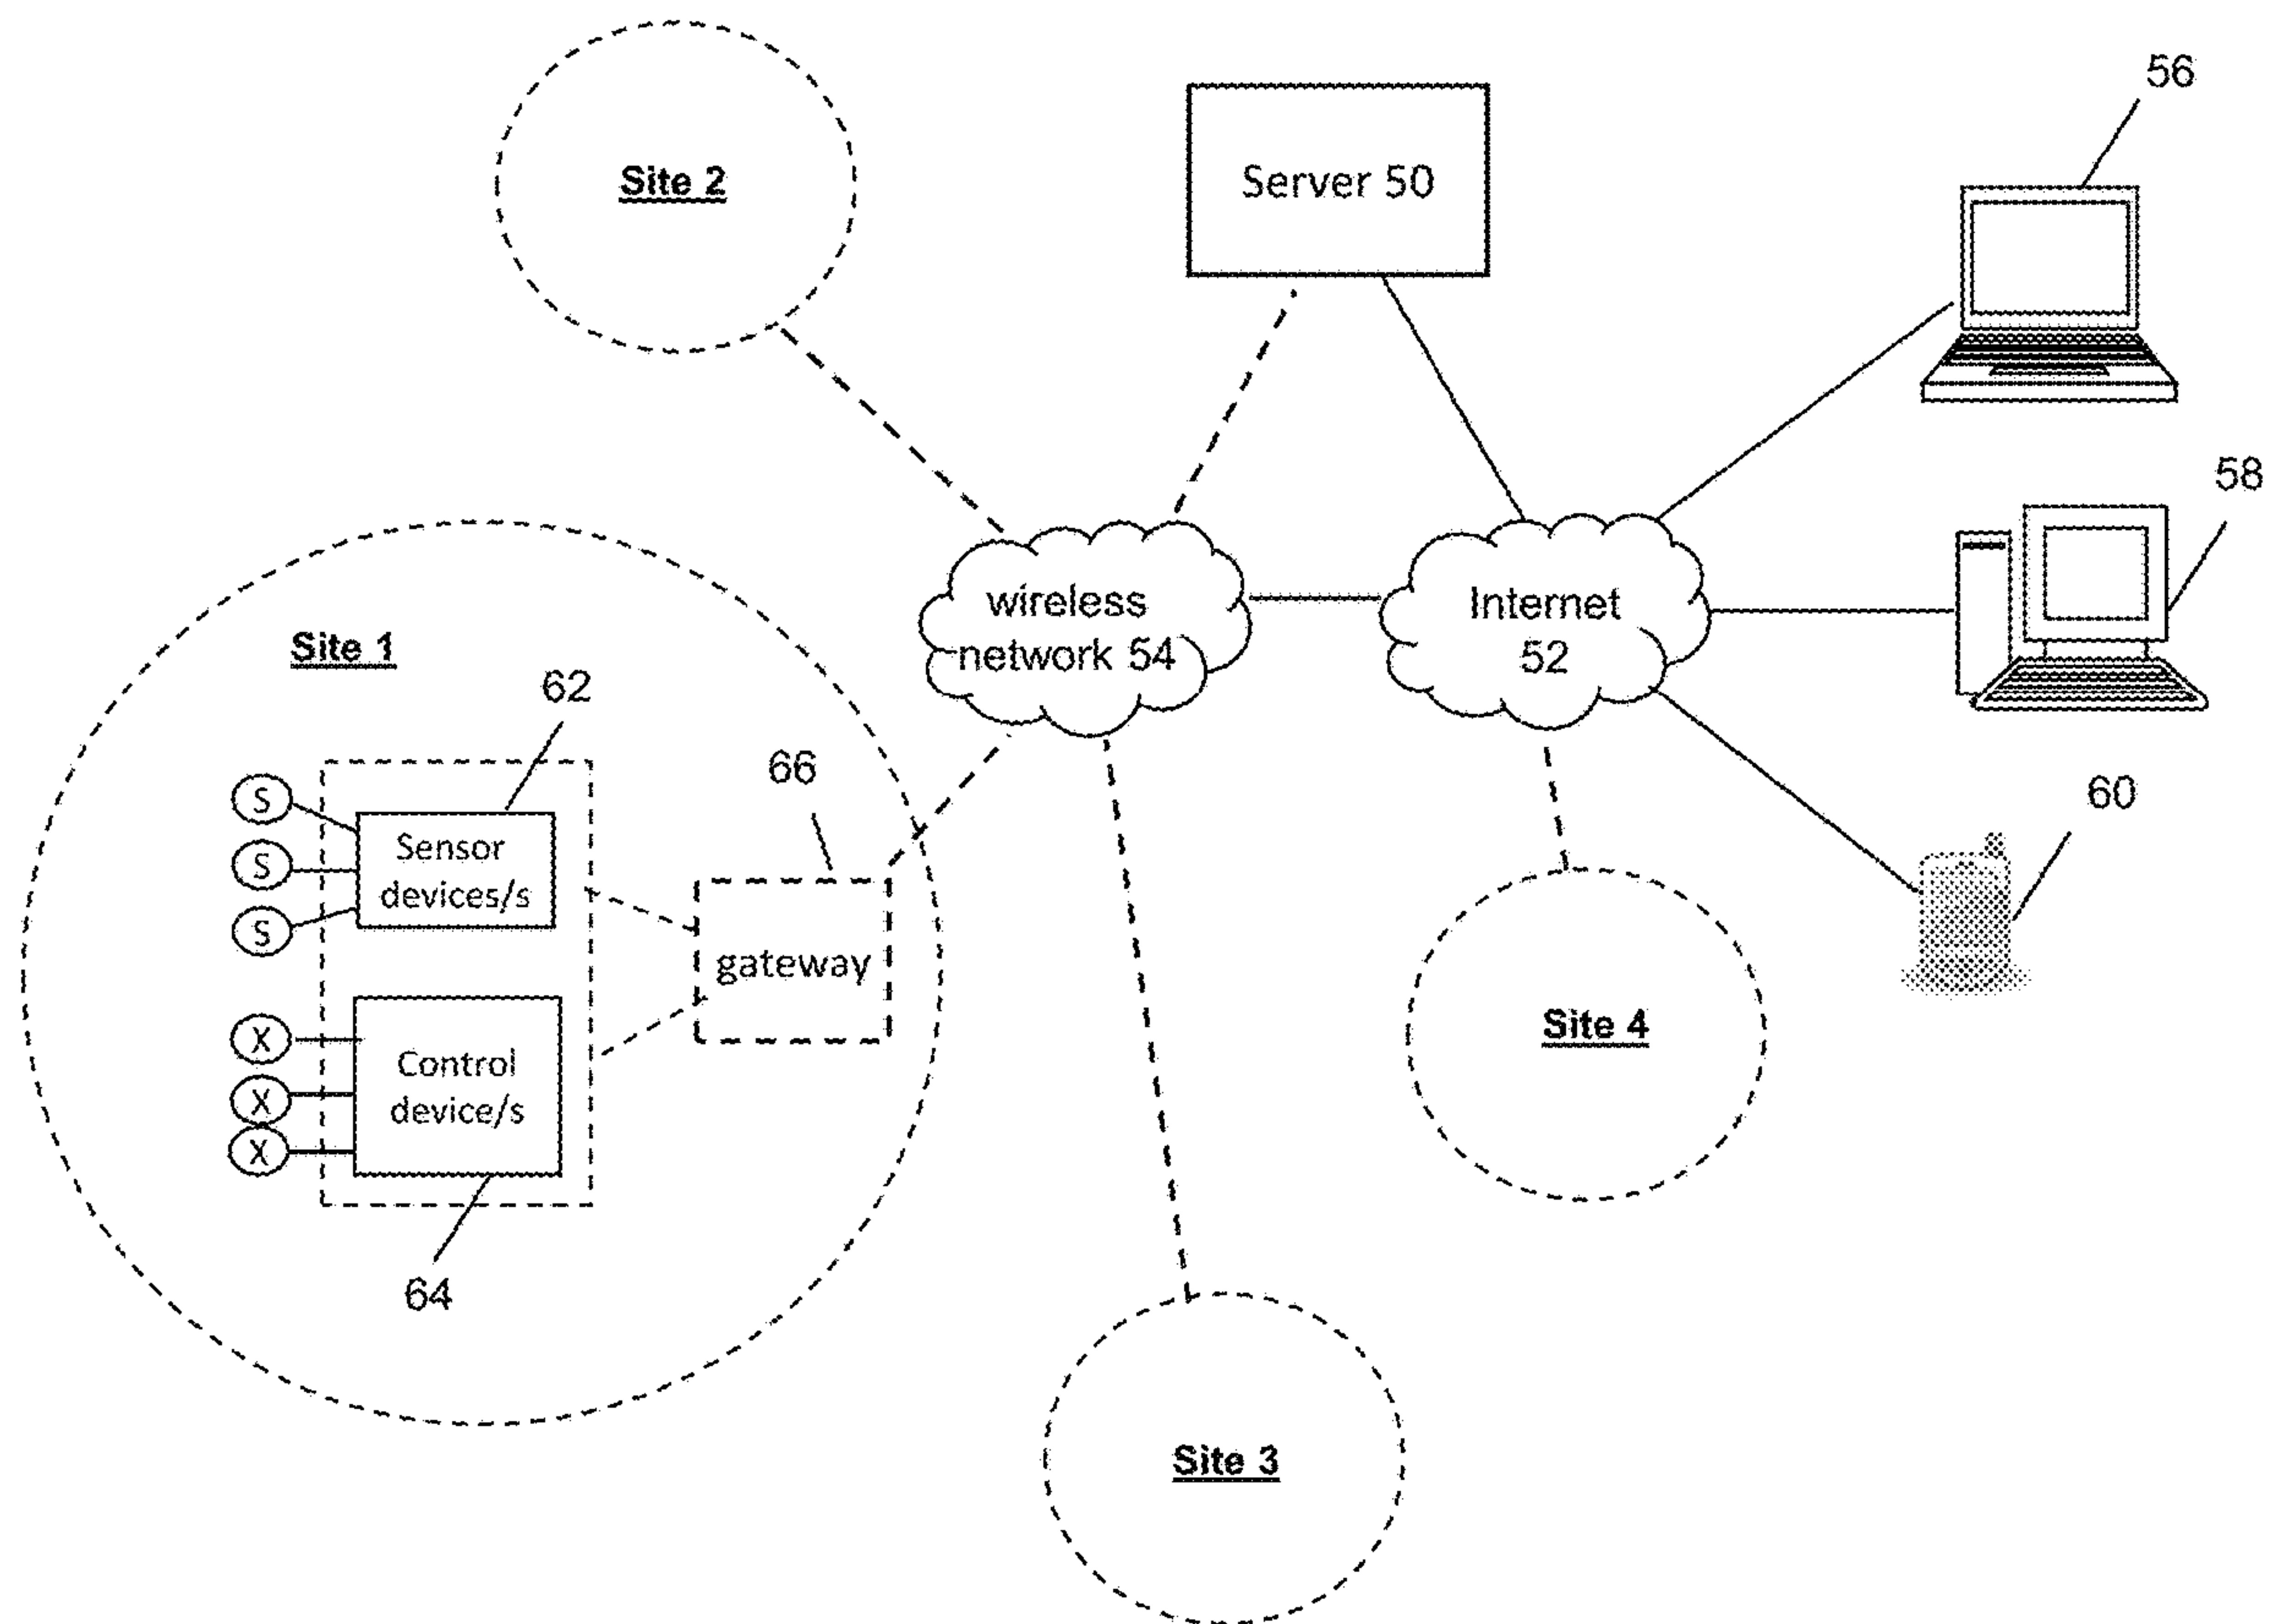 56
Site 2
Server 50
58
wireless
network 54
Internet
52
Site 1
62
66
60
S
S
S
Sensor
devices/s
gateway
Site 4
X
X
X
Control
device/s
64
Site 3